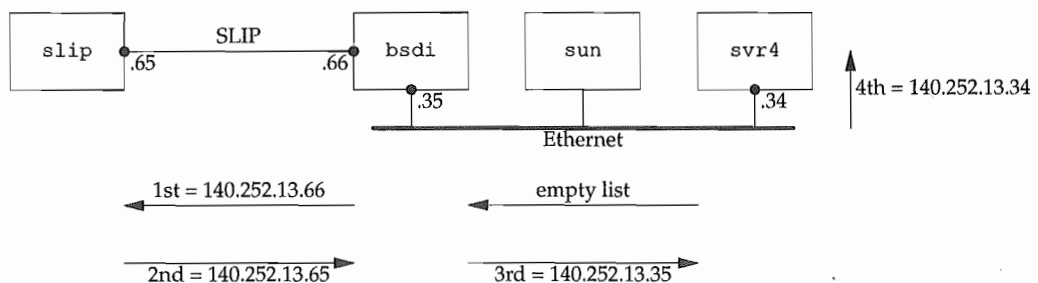 SLIP
slip
bsdi
sun
svr4
.65
.66
.35
.34
4th = 140.252.13.34
Ethernet
1st = 140.252.13.66
empty list
2nd = 140.252.13.65
3rd = 140.252.13.35